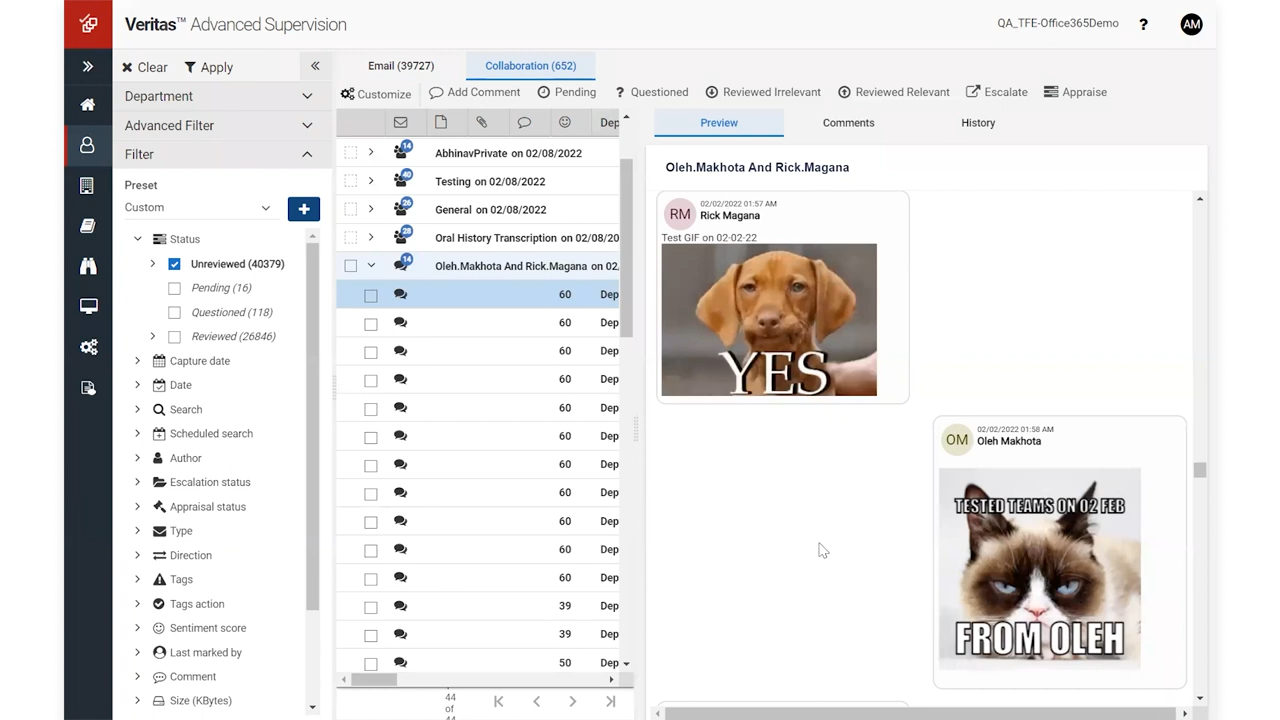 Veritas™ Advanced Supervision
QA_TFE-Office365Demo
?
AM
Clear
Apply
Department
Advanced Filter
Filter
Preset
Custom
+
Status
Unreviewed (40379)
Pending (16)
Questioned (118)
Reviewed (26846)
Capture date
Date
Search
Scheduled search
Author
Escalation status
Appraisal status
Type
Direction
Tags
Tags action
Sentiment score
Last marked by
Comment
Size (KBytes)
Email (39727)
Collaboration (652)
Customize
Add Comment
Pending
? Questioned
Reviewed Irrelevant
Reviewed Relevant
Escalate
Appraise
Dep
14 AbhinavPrivate on 02/08/2022
40 Testing on 02/08/2022
26 General on 02/08/2022
28 Oral History Transcription on 02/08/20
14 Oleh.Makhota And Rick.Magana on 02,
60 Dep
60 Dep
60 Dep
60 Dep
60 Dep
60 Dep
60 Dep
60 Dep
60 Dep
60 Dep
60 Dep
39 Dep
39 Dep
50 Dep
44
of
Preview
Comments
History
Oleh.Makhota And Rick.Magana
RM
02/02/2022 01:57 AM
Rick Magana
Test GIF on 02-02-22
YES
OM
02/02/2022 01:58 AM
Oleh Makhota
TESTED TEAMS ON 02 FEB
FROM OLEH